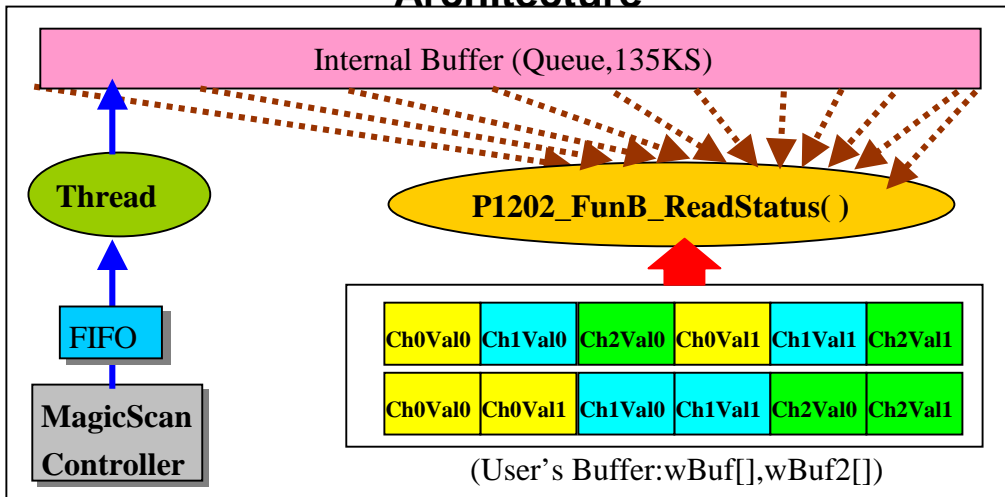 Architecture
Internal Buffer (Queue,135KS)
Thread
P1202_FunB_ReadStatus( )
FIFO
MagicScan
Controller
Ch0Val0 Ch1Val0 Ch2Val0 Ch0Val1 Ch1Val1 Ch2Val1
Ch0Val0 Ch0Val1 Ch1Val0 Ch1Val1 Ch2Val0 Ch2Val1
(User's Buffer:wBuf[],wBuf2[])